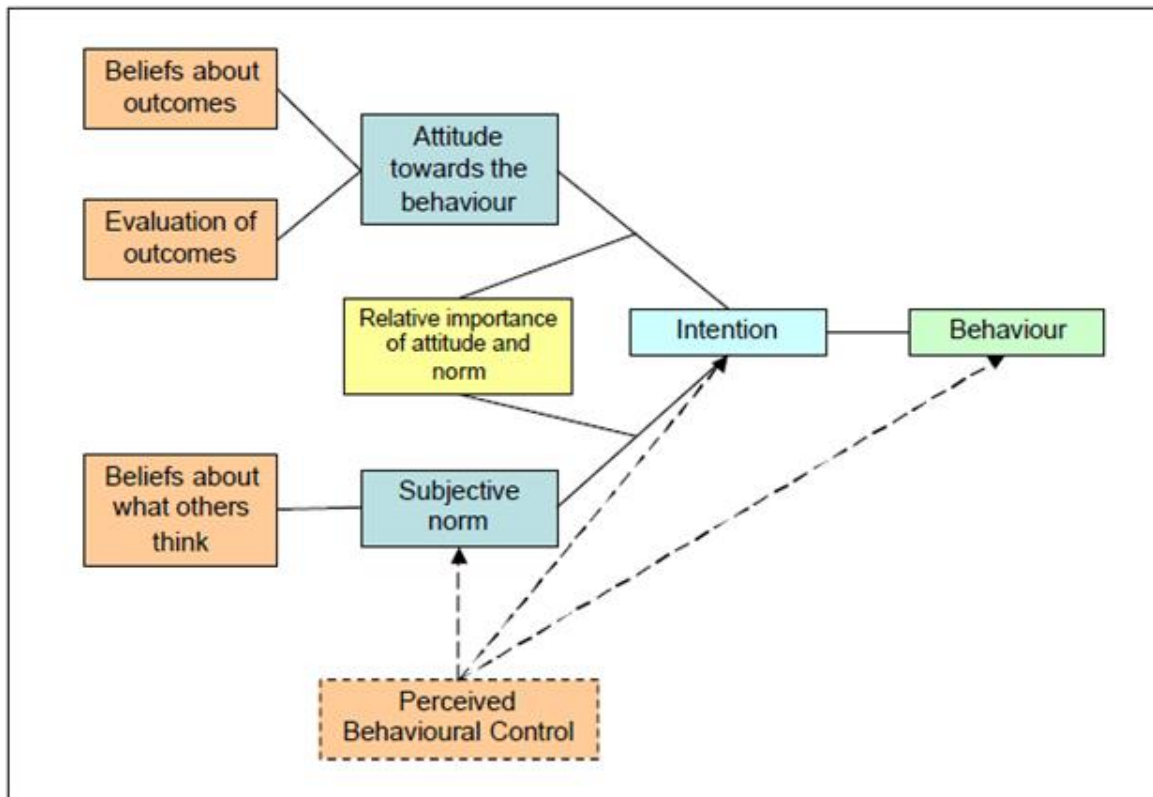 Beliefs about
outcomes
Attitude
towards the
behaviour
Evaluation of
outcomes
Relative importance
of attitude and
norm
Intention
Behaviour
Beliefs about
what others
think
Subjective
norm
Perceived
Behavioural Control